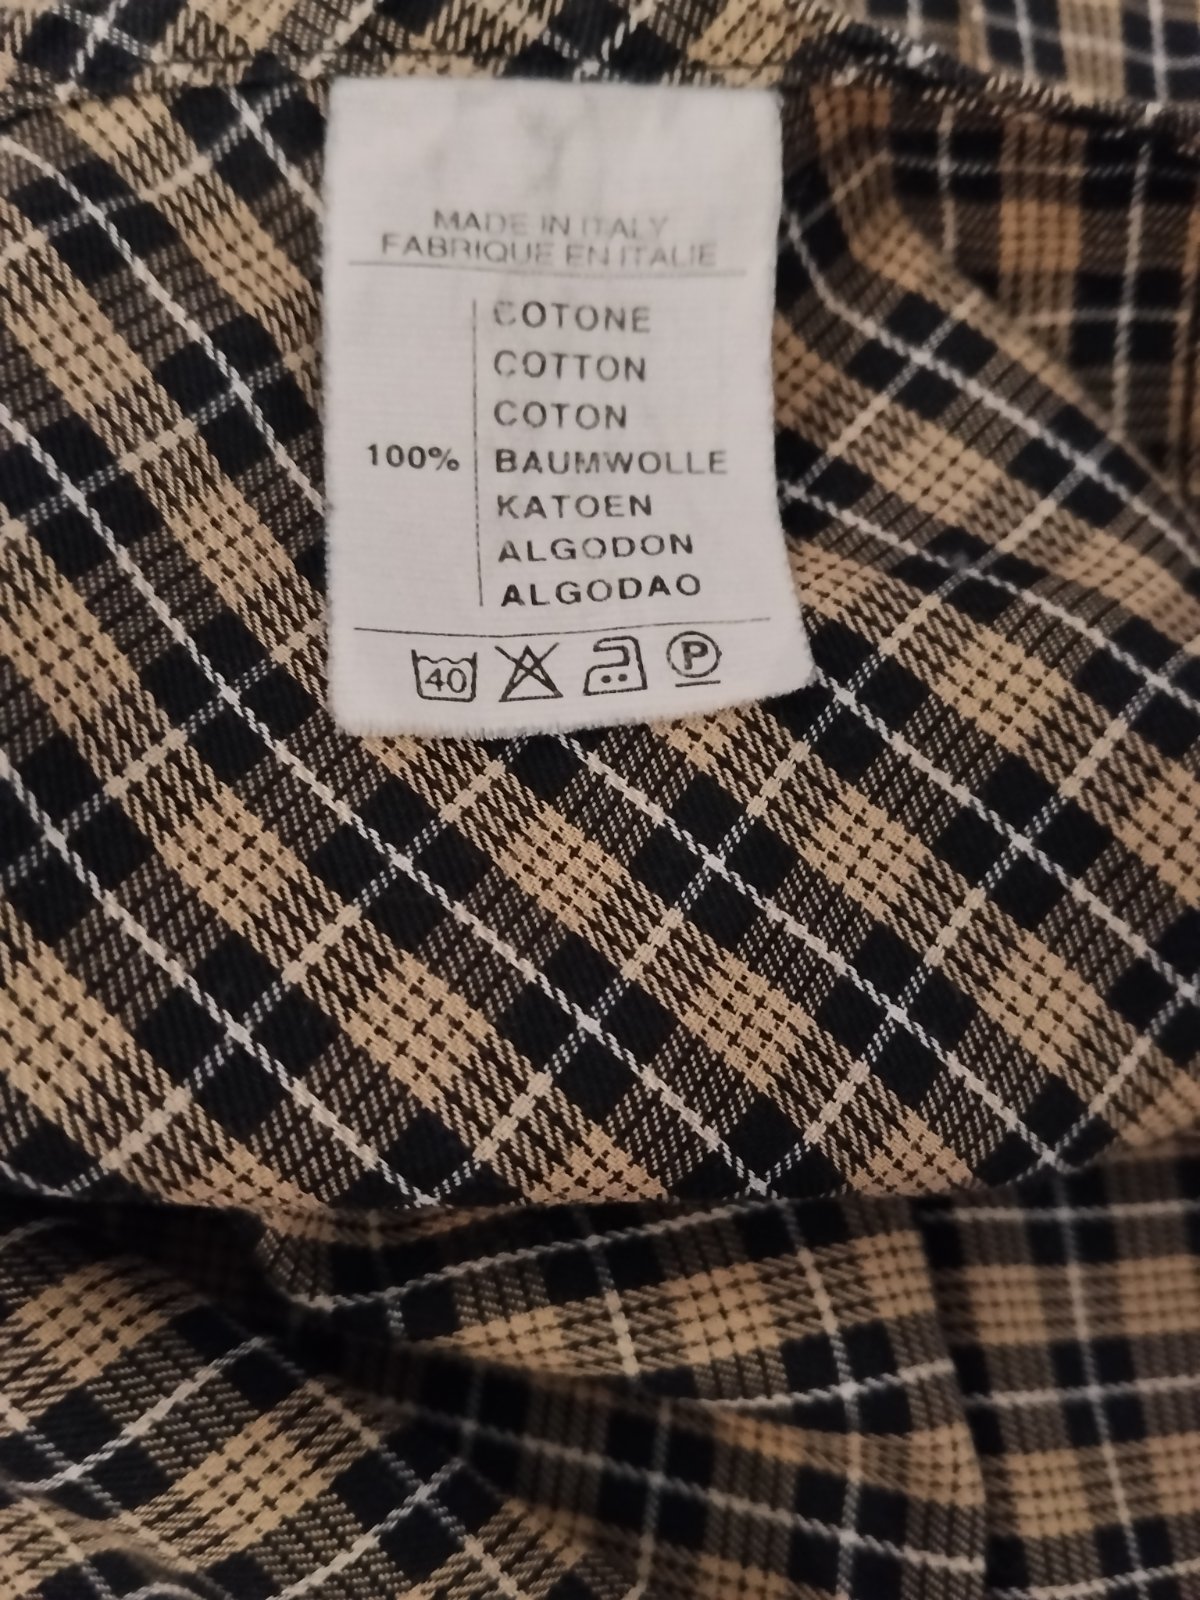 MADE IN ITALY
FABRIQUE EN ITALIE
COTONE
COTTON
COTON
100% BAUMWOLLE
KATOEN
ALGODON
ALGODAO
40 P